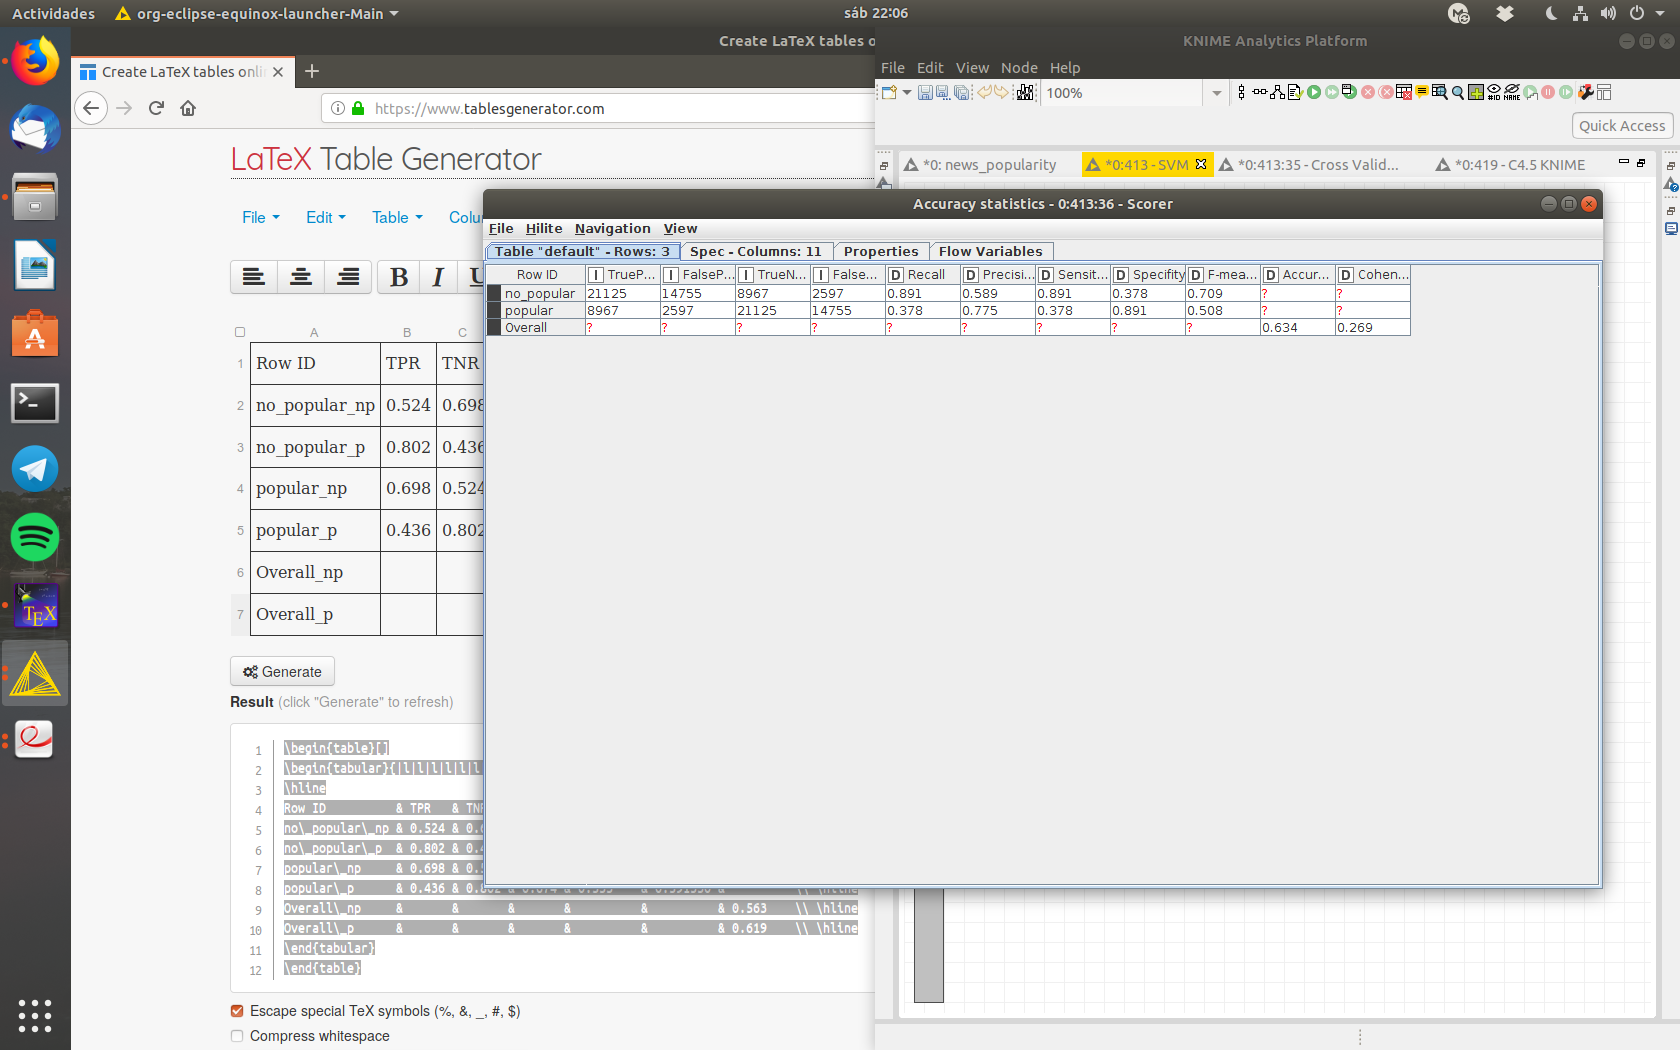 Actividades org-eclipse-equinox-launcher-Main sáb 22:06
Create LaTeX tables o
KNIME Analytics Platform
Create LaTeX tables onli
File Edit View Node Help
https://www.tablesgenerator.com
100%
Quick Access
LaTeX Table Generator
*0: news_popularity *0:413 - SVM *0:413:35 - Cross Valid... *0:419 - C4.5 KNIME
File Edit Table Colu
Accuracy statistics - 0:413:36 - Scorer
File Hilite Navigation View
Table "default" - Rows: 3 Spec - Columns: 11 Properties Flow Variables
Row ID I TrueP... I FalseP... I TrueN... I False... D Recall D Precisi... D Sensit... D Specifity D F-mea... D Accur... D Cohen...
no_popular 21125 14755 8967 2597 0.891 0.589 0.891 0.378 0.709 ? ?
popular 8967 2597 21125 14755 0.378 0.775 0.378 0.891 0.508 ? ?
Overall ? ? ? ? ? ? ? ? ? 0.634 0.269
B I U
A B C
1 Row ID TPR TNR
2 no_popular_np 0.524 0.698
3 no_popular_p 0.802 0.436
4 popular_np 0.698 0.524
5 popular_p 0.436 0.802
6 Overall_np
7 Overall_p
Generate
Result (click "Generate" to refresh)
1 \begin{table}[]
2 \begin{tabular}{|l|l|l|l|l|l
3 \hline
4 Row ID & TPR & TN
5 no\_popular\_np & 0.524 & 0.6
6 no\_popular\_p & 0.802 & 0.4
7 popular\_np & 0.698 & 0.5
8 popular\_p & 0.436 & 0.802 & 0.674 & 0.555 & 0.591550 & \\ \hline
9 Overall\_np & & & & & & 0.563 \\ \hline
10 Overall\_p & & & & & & 0.619 \\ \hline
11 \end{tabular}
12 \end{table}
Escape special TeX symbols (%, &, _, #, $)
Compress whitespace